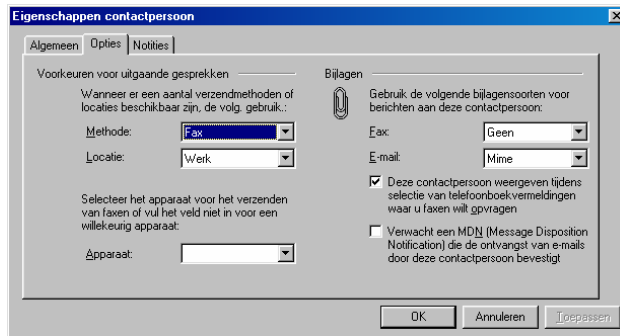 Eigenschappen contactpersoon
Algemeen
Opties
Notities
Voorkeuren voor uitgaande gesprekken
Wanneer er een aantal verzendmethoden of
locaties beschikbaar zijn, de volg. gebruik.:
Methode:
Fax
Locatie:
Werk
Selecteer het apparaat voor het verzenden
van faxen of vul het veld niet in voor een
willekeurig apparaat:
Apparaat:
Bijlagen
Gebruik de volgende bijlagensoorten voor
berichten aan deze contactpersoon:
Fax:
Geen
E-mail:
Mime
Deze contactpersoon weergeven tijdens
selectie van telefoonboekvermeldingen
waar u faxen wilt opvragen
Verwacht een MDN (Message Disposition
Notification) die de ontvangst van e-mails
door deze contactpersoon bevestigt
OK
Annuleren
Toepassen